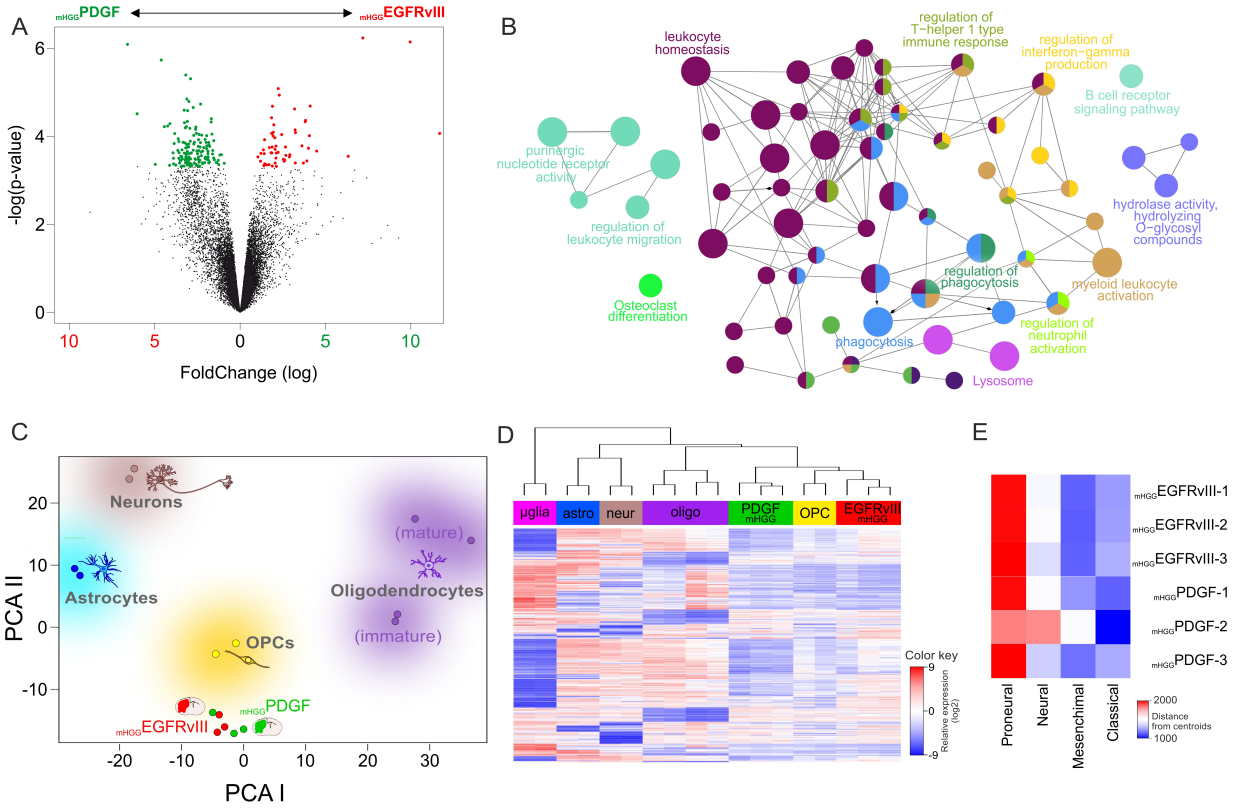 A
mHGGPDGF
mHGGEGFRvIII
6
4
2
0
-log(p-value)
10
5
0
5
10
FoldChange (log)
B
leukocyte
homeostasis
regulation of
T-helper 1 type
immune response
regulation of
interferon-gamma
production
B cell receptor
signaling pathway
purinergic
nucleotide receptor
activity
regulation of
leukocyte migration
hydrolase activity,
hydrolyzing
O-glycosyl
compounds
Osteoclast
differentiation
regulation of
phagocytosis
myeloid leukocyte
activation
phagocytosis
regulation of
neutrophil
activation
Lysosome
C
PCA II
20
10
0
-10
Neurons
Astrocytes
(mature)
Oligodendrocytes
(immature)
OPCs
mHGGEGFRvIII
mHGGPDGF
-20
-10
0
10
20
30
PCA I
D
µglia
astro
neur
oligo
PDGF
mHGG
OPC
EGFRvIII
mHGG
Color key
9
0
-9
Relative expression
(log2)
E
mHGGEGFRvIII-1
mHGGEGFRvIII-2
mHGGEGFRvIII-3
mHGGPDGF-1
mHGGPDGF-2
mHGGPDGF-3
Proneural
Neural
Mesenchimal
Classical
2000
Distance
from centroids
1000